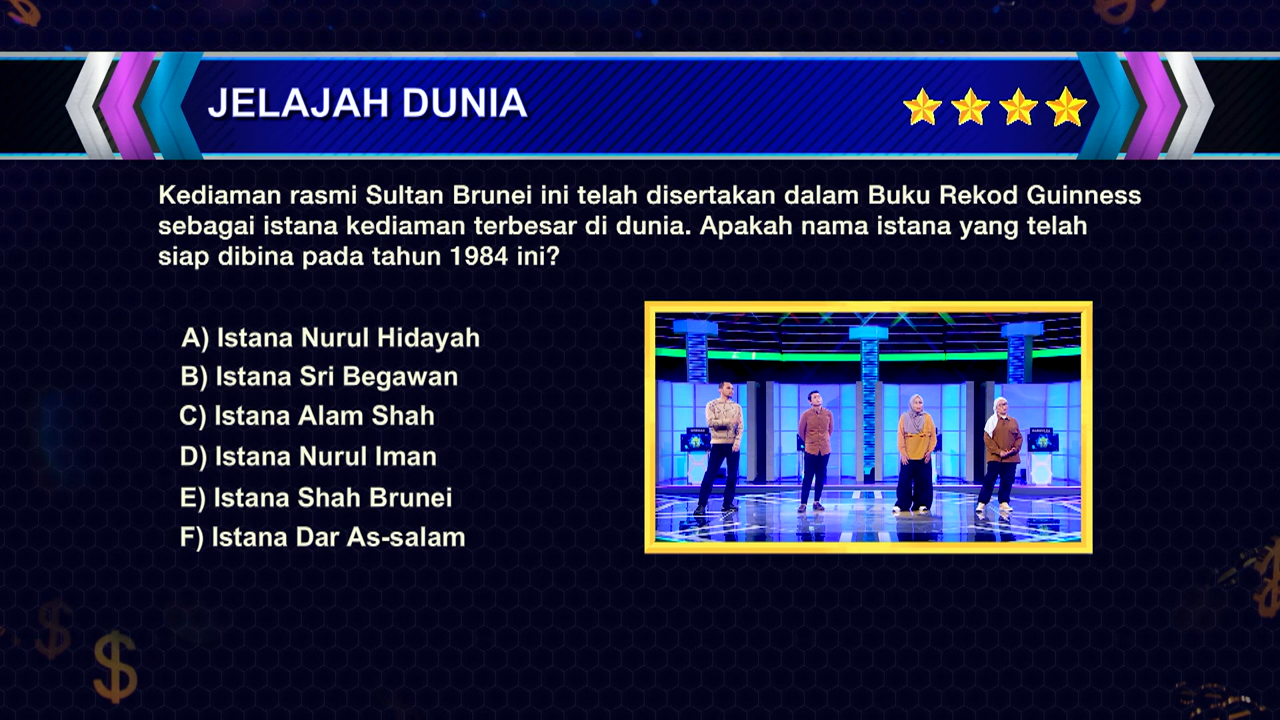 JELAJAH DUNIA
Kediaman rasmi Sultan Brunei ini telah disertakan dalam Buku Rekod Guinness
sebagai istana kediaman terbesar di dunia. Apakah nama istana yang telah
siap dibina pada tahun 1984 ini?
A) Istana Nurul Hidayah
B) Istana Sri Begawan
C) Istana Alam Shah
D) Istana Nurul Iman
E) Istana Shah Brunei
F) Istana Dar As-salam